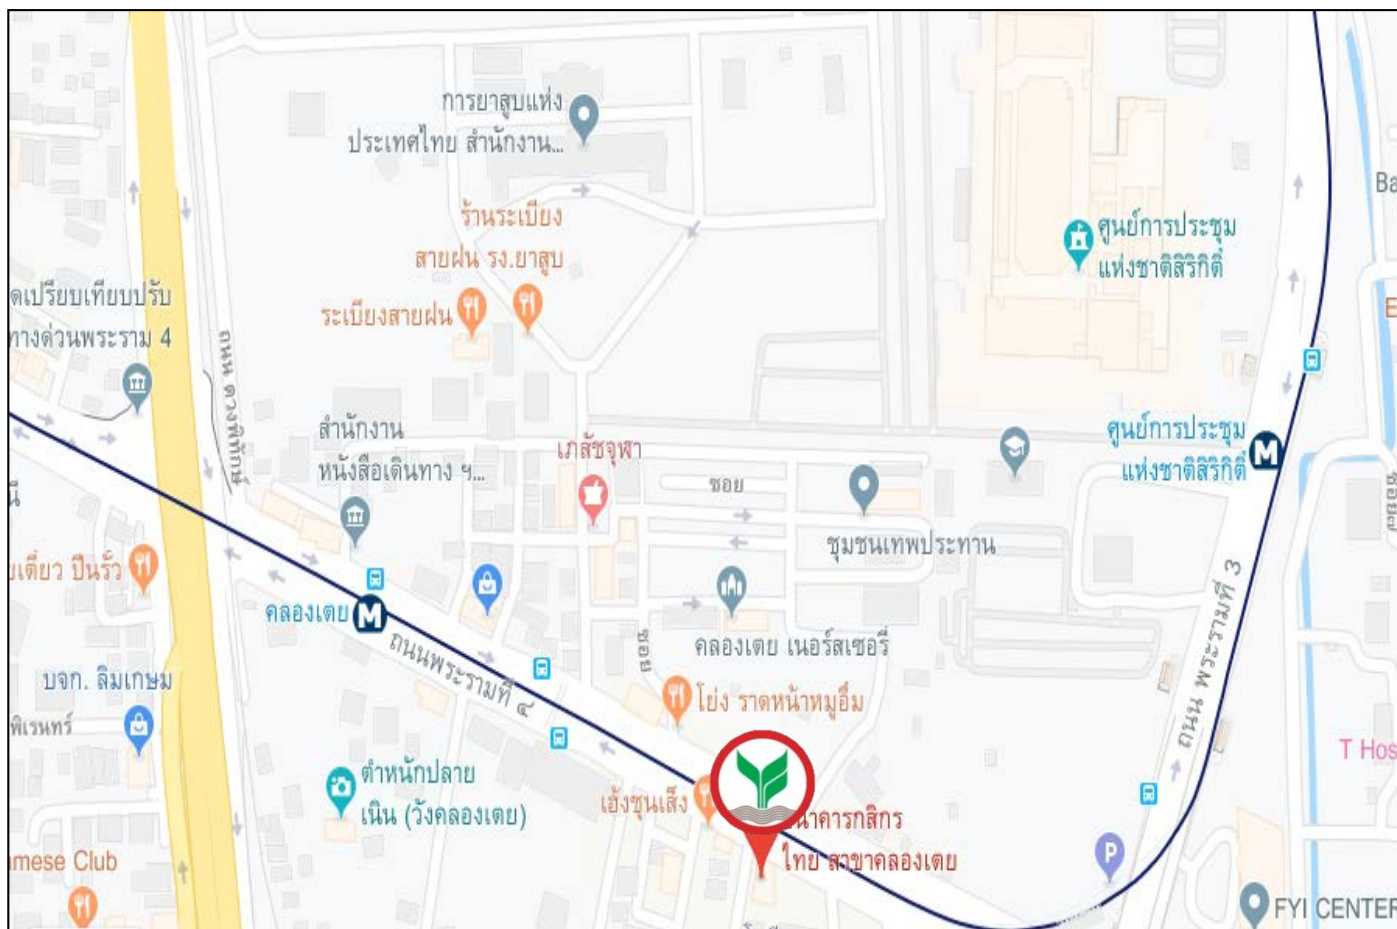 การยาสูบแห่ง
ประเทศไทย สำนักงาน...
Ba
ร้านระเบียง
สายฝน รง.ยาสูบ
ศูนย์การประชุม
แห่งชาติสิริกิติ์
ดเปรียบเทียบปรับ
ทางด่วนพระราม 4
ระเบียงสายฝน
E
ถนน ดวงพิทักษ์
สำนักงาน
หนังสือเดินทาง ฯ...
เภสัชจุฬา
ศูนย์การประชุม
แห่งชาติสิริกิติ์
M
ซอย
ซอย๗
นี
ชุมชนเทพประทาน
ยเตี๋ยว ปีนรั้ว
คลองเตย M
ถนนพระรามที่ ๔
ซอย
คลองเตย เนอร์สเซอรี่
ถนน พระรามที่ 3
บจก. ลิมเกษม
โย่ง ราดหน้าหมูอึ๋ม
พิเรนทร์
T Hos
ตำหนักปลาย
เนิน (วังคลองเตย)
เฮ้งชุนเส็ง
นาคารกสิกร
ไทย สาขาคลองเตย
P
mese Club
FYI CENTER